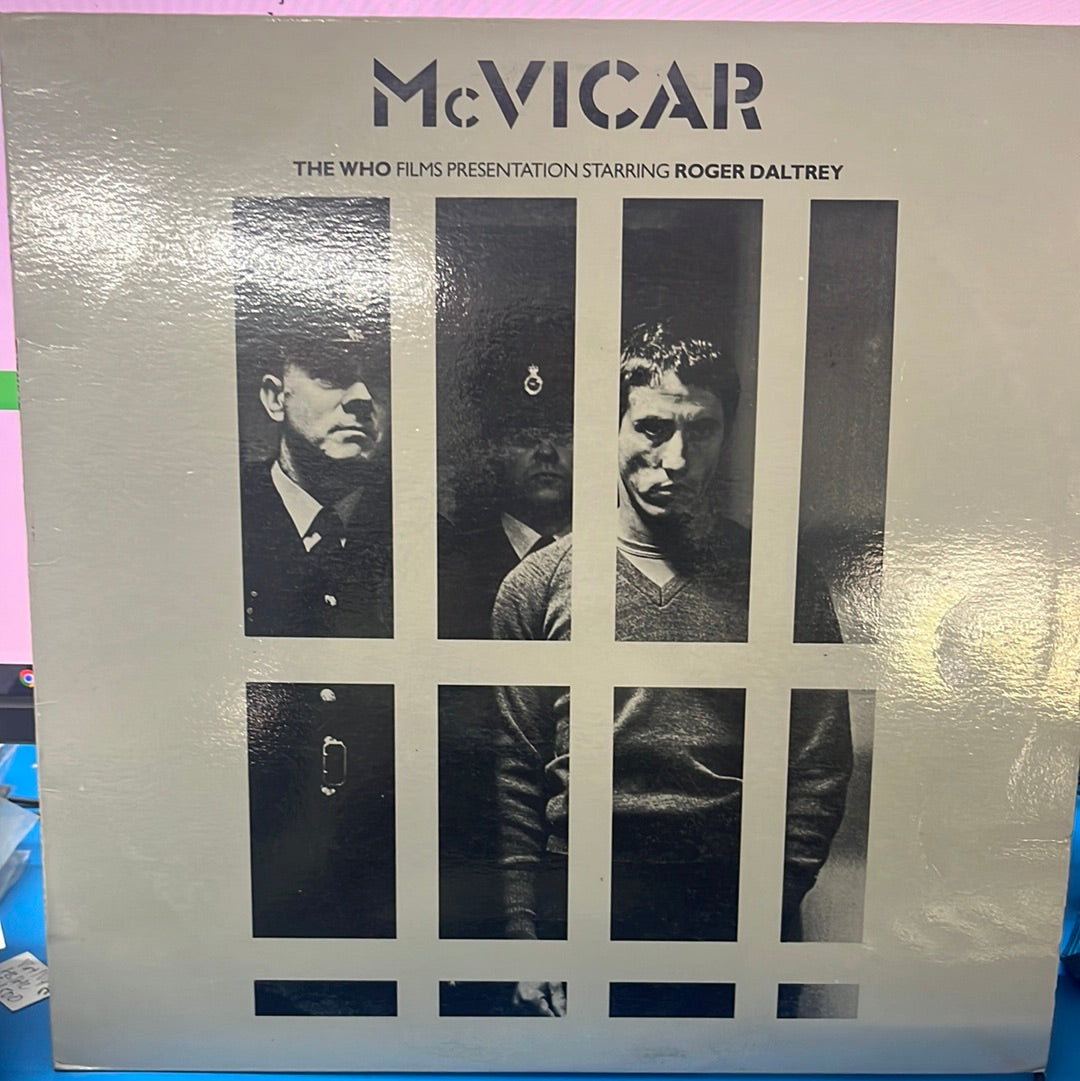 McVICAR
THE WHO FILMS PRESENTATION STARRING ROGER DALTREY